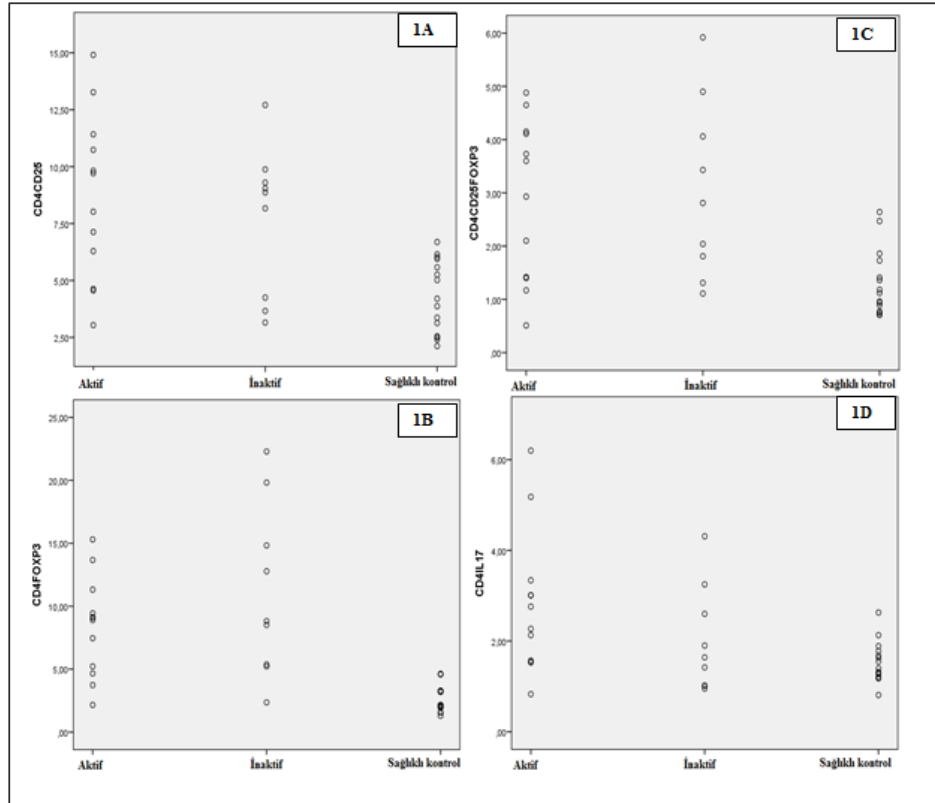 1A
15,00
12,50
10,00
7,50
5,00
2,50
CD4CD25
Aktif
İnaktif
Sağlıklı kontrol
1C
6,00
5,00
4,00
3,00
2,00
1,00
,00
CD4CD25FOXP3
Aktif
İnaktif
Sağlıklı kontrol
1B
25,00
20,00
15,00
10,00
5,00
,00
CD4FOXP3
Aktif
İnaktif
Sağlıklı kontrol
1D
6,00
4,00
2,00
,00
CD4IL17
Aktif
İnaktif
Sağlıklı kontrol